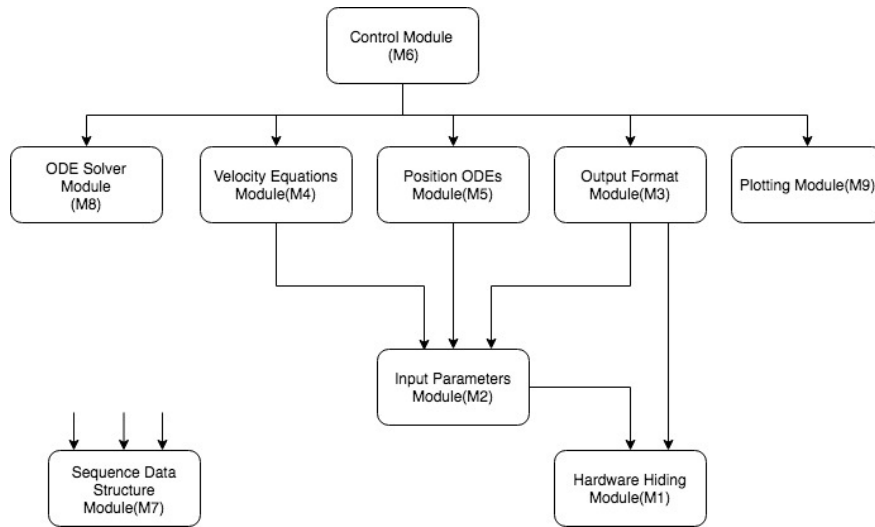 Control Module
(M6)
ODE Solver
Module
(M8)
Velocity Equations
Module(M4)
Position ODEs
Module(M5)
Output Format
Module(M3)
Plotting Module(M9)
Input Parameters
Module(M2)
Sequence Data
Structure
Module(M7)
Hardware Hiding
Module(M1)